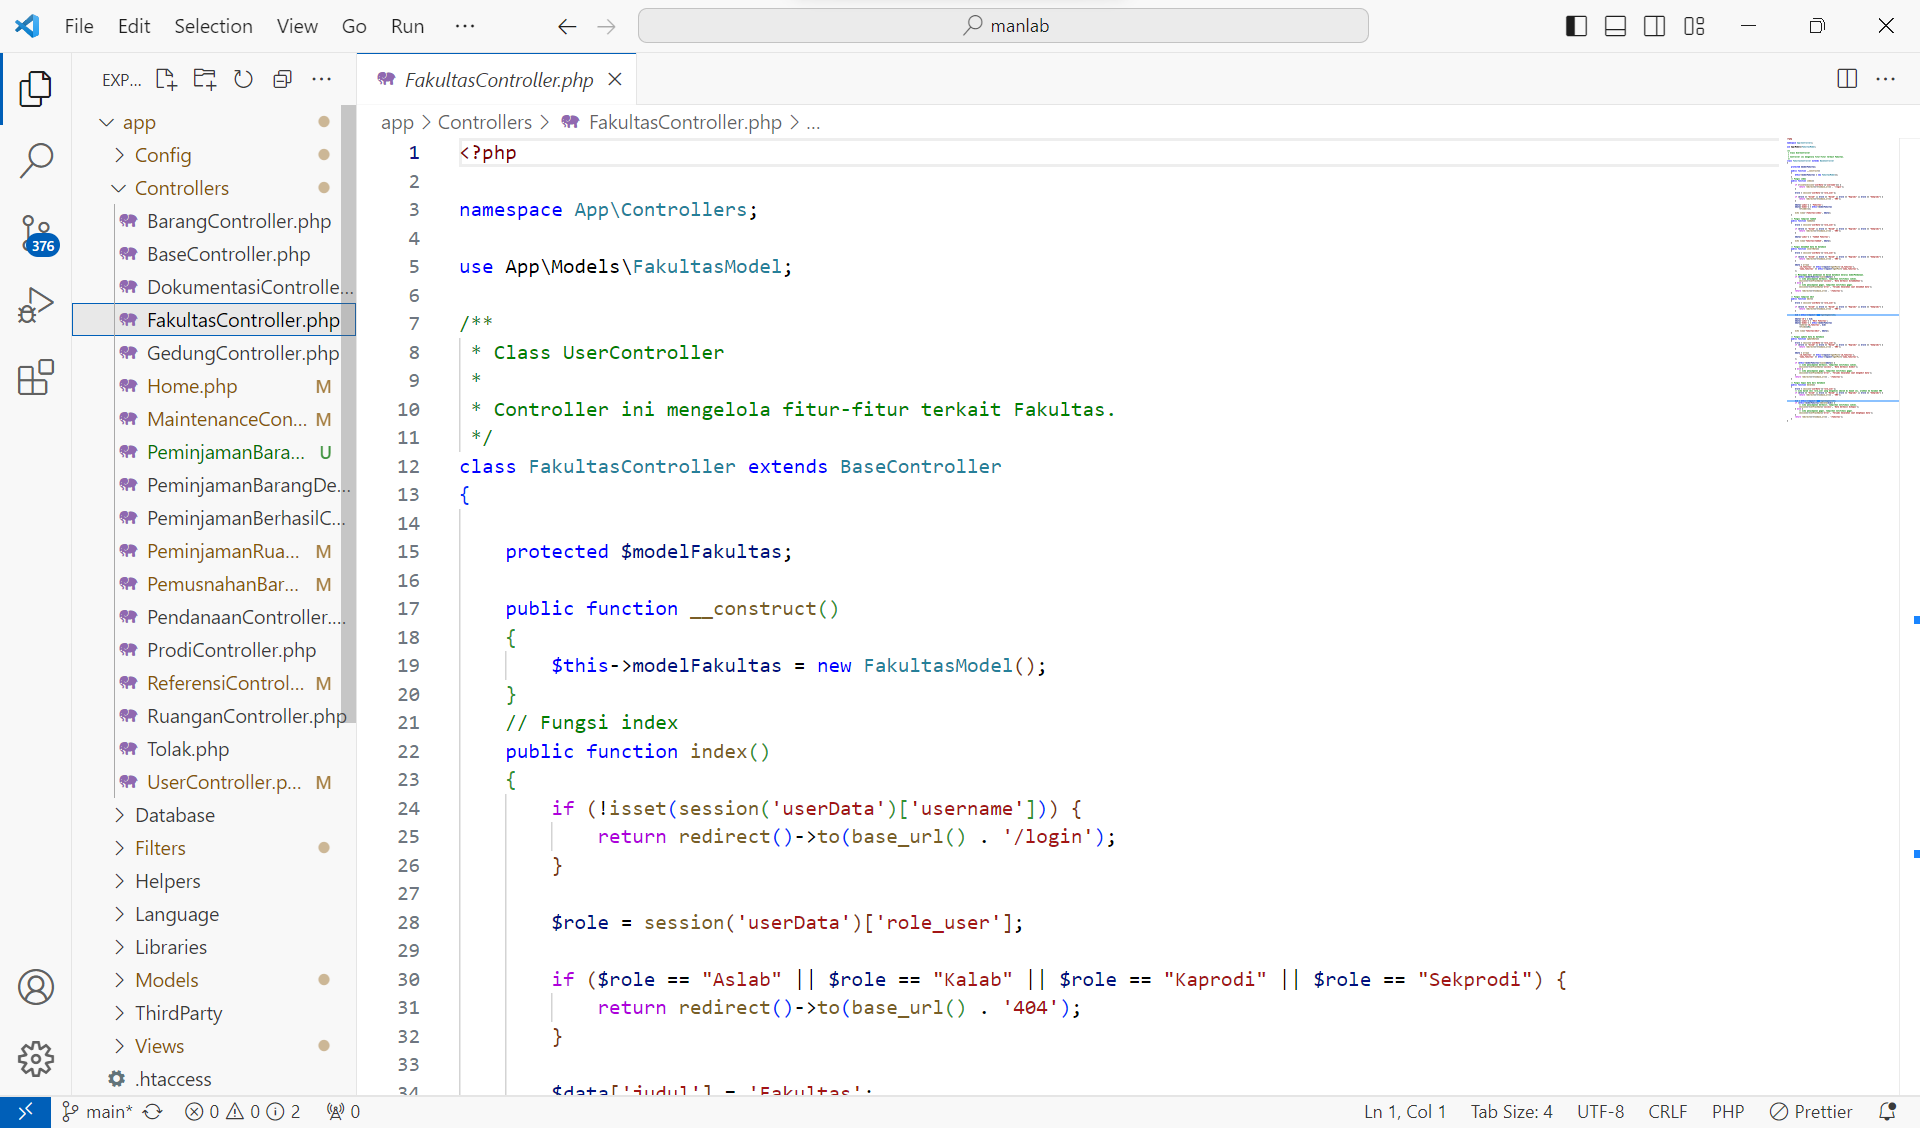 File Edit Selection View Go Run ···
manlab
EXP...
FakultasController.php
app > Controllers > FakultasController.php > ...
app
Config
Controllers
BarangController.php
BaseController.php
DokumentasiControlle...
FakultasController.php
GedungController.php
Home.php M
MaintenanceCon... M
PeminjamanBara... U
PeminjamanBarangDe...
PeminjamanBerhasilC...
PeminjamanRua... M
PemusnahanBar... M
PendanaanController....
ProdiController.php
ReferensiControl... M
RuanganController.php
Tolak.php
UserController.p... M
Database
Filters
Helpers
Language
Libraries
Models
ThirdParty
Views
.htaccess
376
1 <?php
2
3 namespace App\Controllers;
4
5 use App\Models\FakultasModel;
6
7 /**
8  * Class UserController
9  *
10  * Controller ini mengelola fitur-fitur terkait Fakultas.
11  */
12 class FakultasController extends BaseController
13 {
14
15     protected $modelFakultas;
16
17     public function __construct()
18     {
19         $this->modelFakultas = new FakultasModel();
20     }
21     // Fungsi index
22     public function index()
23     {
24         if (!isset(session('userData')['username'])) {
25             return redirect()->to(base_url() . '/login');
26         }
27
28         $role = session('userData')['role_user'];
29
30         if ($role == "Aslab" || $role == "Kalab" || $role == "Kaprodi" || $role == "Sekprodi") {
31             return redirect()->to(base_url() . '404');
32         }
33
34         $data['judul'] = 'Fakultas';
main* 0 0 2 0
Ln 1, Col 1 Tab Size: 4 UTF-8 CRLF PHP Prettier